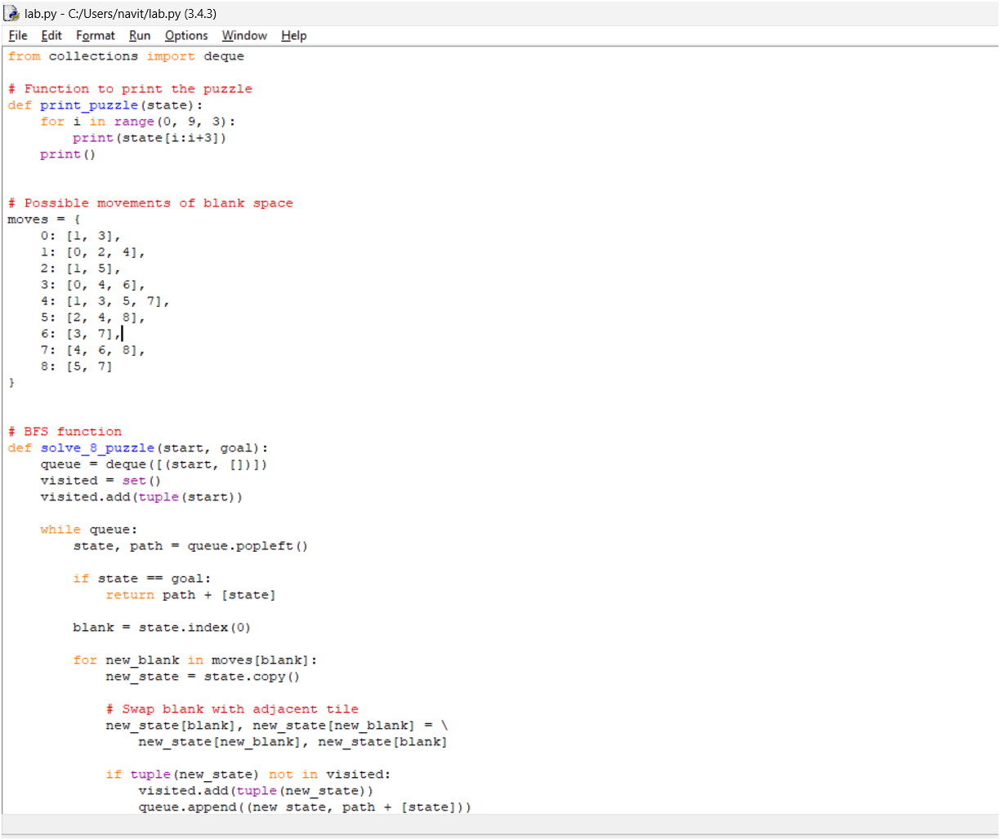 lab.py - C:/Users/navit/lab.py (3.4.3)
File Edit Format Run Options Window Help
from collections import deque

# Function to print the puzzle
def print_puzzle(state):
    for i in range(0, 9, 3):
        print(state[i:i+3])
    print()


# Possible movements of blank space
moves = {
    0: [1, 3],
    1: [0, 2, 4],
    2: [1, 5],
    3: [0, 4, 6],
    4: [1, 3, 5, 7],
    5: [2, 4, 8],
    6: [3, 7],
    7: [4, 6, 8],
    8: [5, 7]
}


# BFS function
def solve_8_puzzle(start, goal):
    queue = deque([(start, [])])
    visited = set()
    visited.add(tuple(start))

    while queue:
        state, path = queue.popleft()

        if state == goal:
            return path + [state]

        blank = state.index(0)

        for new_blank in moves[blank]:
            new_state = state.copy()

            # Swap blank with adjacent tile
            new_state[blank], new_state[new_blank] = \
                new_state[new_blank], new_state[blank]

            if tuple(new_state) not in visited:
                visited.add(tuple(new_state))
                queue.append((new_state, path + [state]))